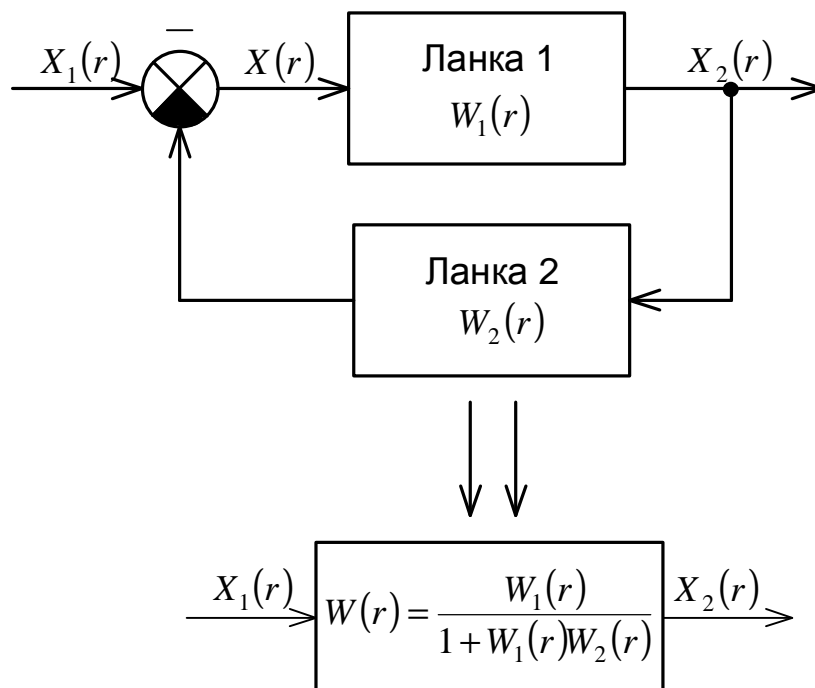 −
X₁(r) X(r) Ланка 1 X₂(r)
W₁(r)
Ланка 2
W₂(r)
X₁(r) W(r) = W₁(r) / (1 + W₁(r)W₂(r)) X₂(r)